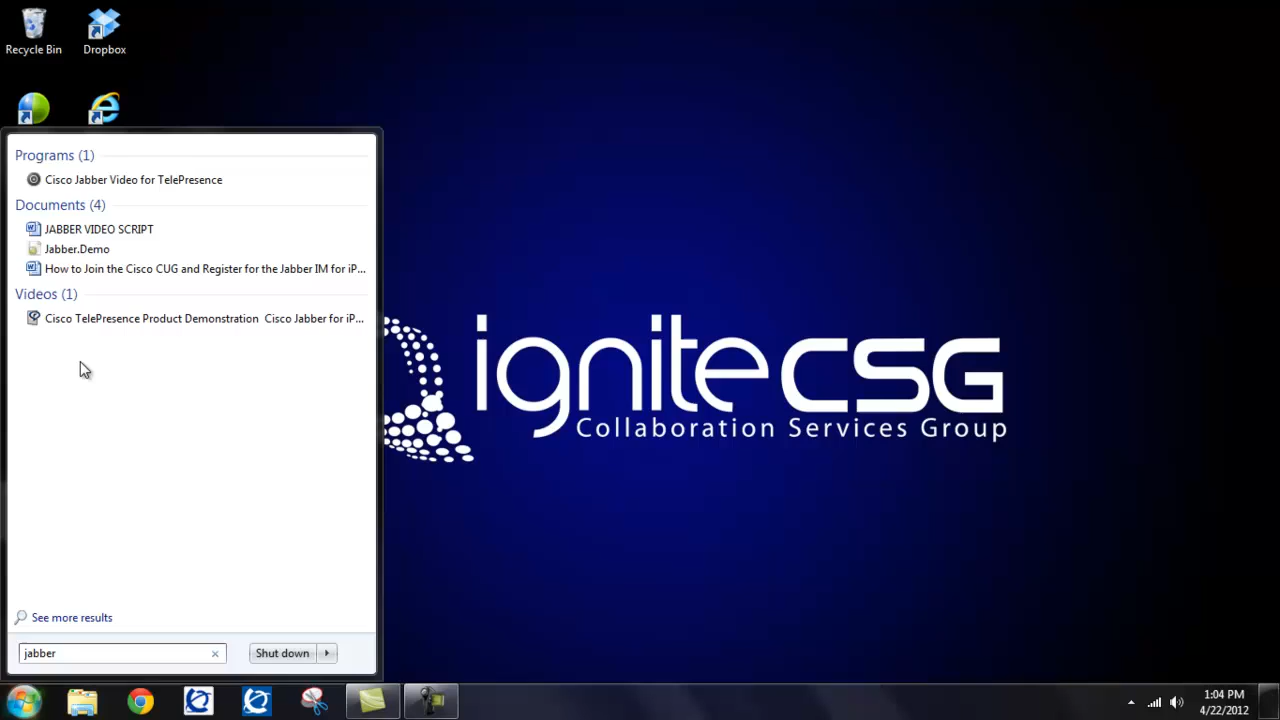 Recycle Bin
Dropbox
Programs (1)
Cisco Jabber Video for TelePresence
Documents (4)
JABBER VIDEO SCRIPT
Jabber.Demo
How to Join the Cisco CUG and Register for the Jabber IM for iP...
Videos (1)
Cisco TelePresence Product Demonstration Cisco Jabber for iP...
igniteCSG
Collaboration Services Group
See more results
jabber
Shut down
1:04 PM
4/22/2012